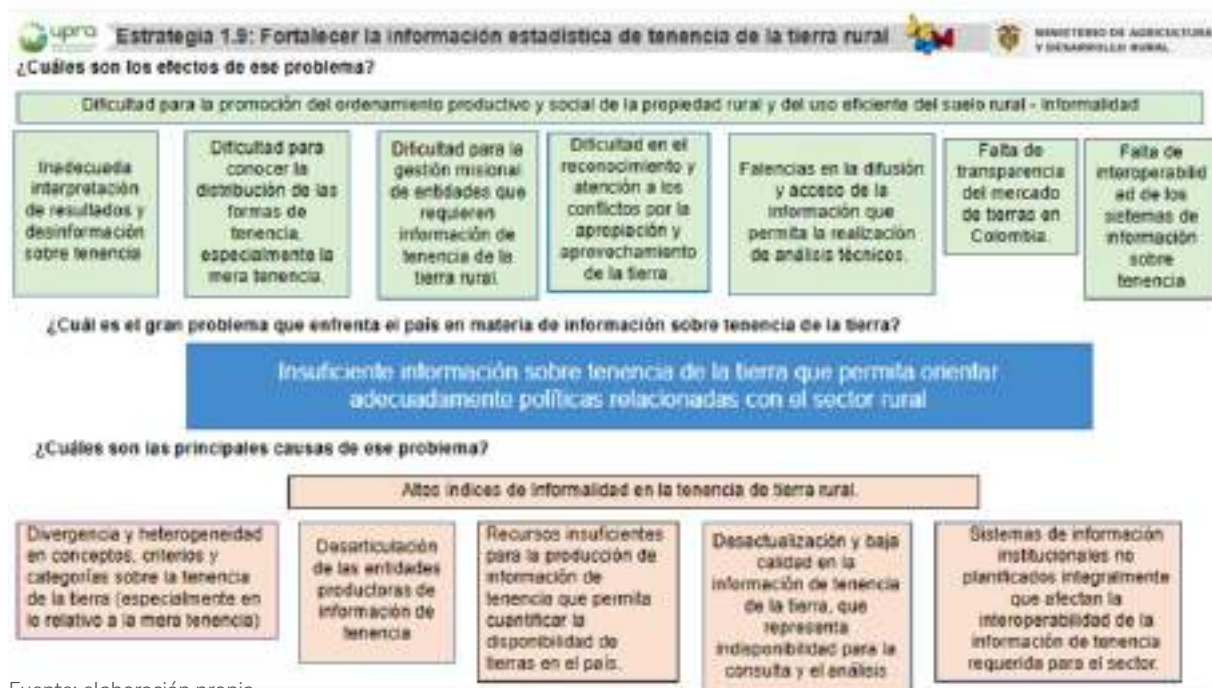 upra Estrategia 1.9: Fortalecer la información estadística de tenencia de la tierra rural
MINISTERIO DE AGRICULTURA
Y DESARROLLO RURAL
¿Cuáles son los efectos de ese problema?
Dificultad para la promoción del ordenamiento productivo y social de la propiedad rural y del uso eficiente del suelo rural - Informalidad
Inadecuada
interpretación
de resultados y
desinformación
sobre tenencia
Dificultad para
conocer la
distribución de las
formas de
tenencia,
especialmente la
mera tenencia.
Dificultad para la
gestión misional
de entidades que
requieren
información de
tenencia de la
tierra rural.
Dificultad en el
reconocimiento y
atención a los
conflictos por la
apropiación y
aprovechamiento
de la tierra.
Falencias en la difusión
y acceso de la
información que
permita la realización
de análisis técnicos.
Falta de
transparencia
del mercado
de tierras en
Colombia.
Falta de
interoperabilid
ad de los
sistemas de
información
sobre
tenencia
¿Cuál es el gran problema que enfrenta el país en materia de información sobre tenencia de la tierra?
Insuficiente información sobre tenencia de la tierra que permita orientar
adecuadamente políticas relacionadas con el sector rural
¿Cuáles son las principales causas de ese problema?
Altos índices de informalidad en la tenencia de tierra rural.
Divergencia y heterogeneidad
en conceptos, criterios y
categorías sobre la tenencia
de la tierra (especialmente en
lo relativo a la mera tenencia)
Desarticulación
de las entidades
productoras de
información de
tenencia
Recursos insuficientes
para la producción de
información de
tenencia que permita
cuantificar la
disponibilidad de
tierras en el país.
Desactualización y baja
calidad en la
información de tenencia
de la tierra, que
representa
indisponibilidad para la
consulta y el análisis
Sistemas de información
institucionales no
planificados integralmente
que afectan la
interoperabilidad de la
información de tenencia
requerida para el sector.
Fuente: elaboración propia